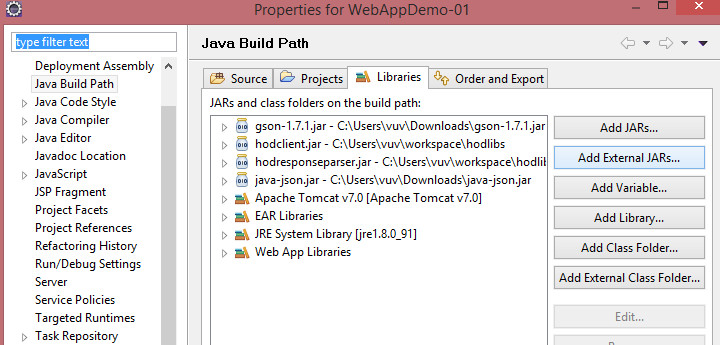 Properties for WebAppDemo-01
type filter text
Deployment Assembly
Java Build Path
Java Code Style
Java Compiler
Java Editor
Javadoc Location
JavaScript
JSP Fragment
Project Facets
Project References
Refactoring History
Run/Debug Settings
Server
Service Policies
Targeted Runtimes
Task Repository
Java Build Path
Source
Projects
Libraries
Order and Export
JARs and class folders on the build path:
gson-1.7.1.jar - C:\Users\vuv\Downloads\gson-1.7.1.jar
hodclient.jar - C:\Users\vuv\workspace\hodlibs
hodresponseparser.jar - C:\Users\vuv\workspace\hodlib
java-json.jar - C:\Users\vuv\Downloads\java-json.jar
Apache Tomcat v7.0 [Apache Tomcat v7.0]
EAR Libraries
JRE System Library [jre1.8.0_91]
Web App Libraries
Add JARs...
Add External JARs...
Add Variable...
Add Library...
Add Class Folder...
Add External Class Folder...
Edit...